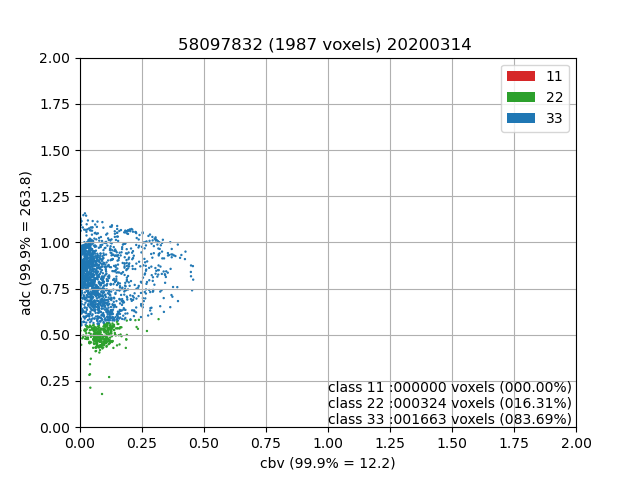 58097832 (1987 voxels) 20200314
2.00
1.75
1.50
1.25
1.00
0.75
0.50
0.25
0.00
adc (99.9% = 263.8)
11
22
33
class 11 :000000 voxels (000.00%)
class 22 :000324 voxels (016.31%)
class 33 :001663 voxels (083.69%)
0.00 0.25 0.50 0.75 1.00 1.25 1.50 1.75 2.00
cbv (99.9% = 12.2)